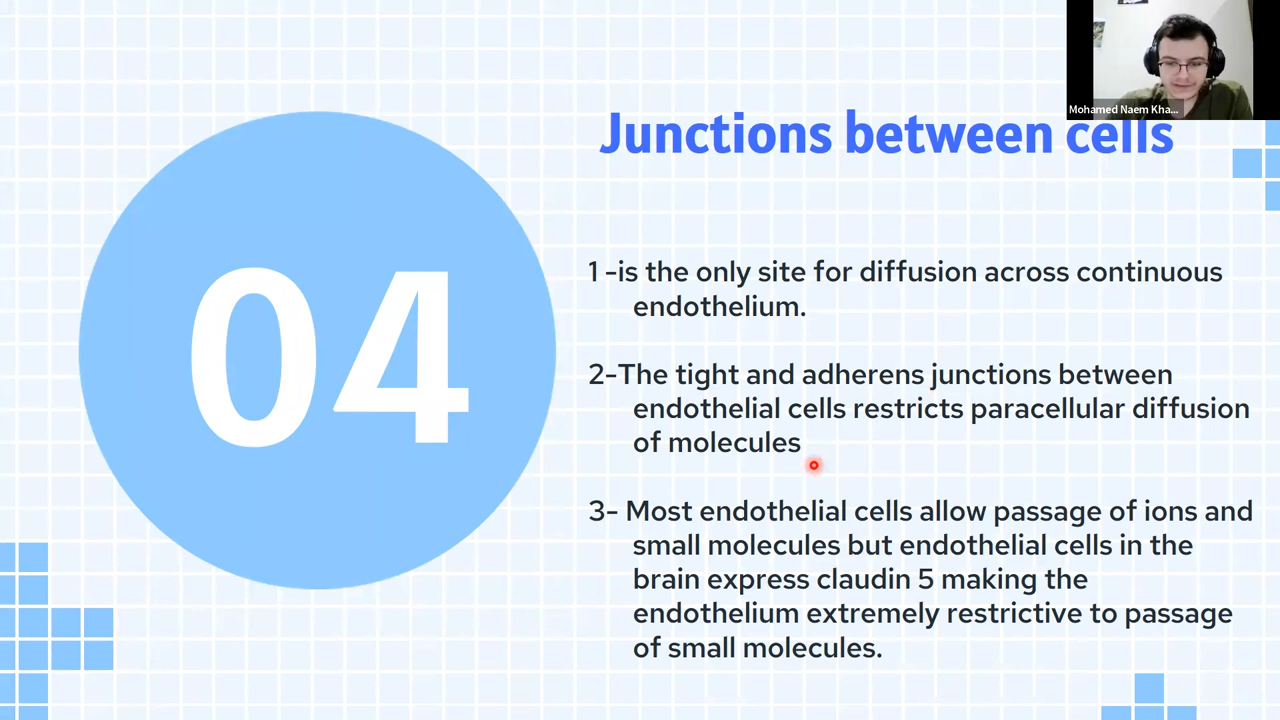 Mohamed Naem Kha...
Junctions between cells
04
1 -is the only site for diffusion across continuous
endothelium.
2-The tight and adherens junctions between
endothelial cells restricts paracellular diffusion
of molecules
3- Most endothelial cells allow passage of ions and
small molecules but endothelial cells in the
brain express claudin 5 making the
endothelium extremely restrictive to passage
of small molecules.